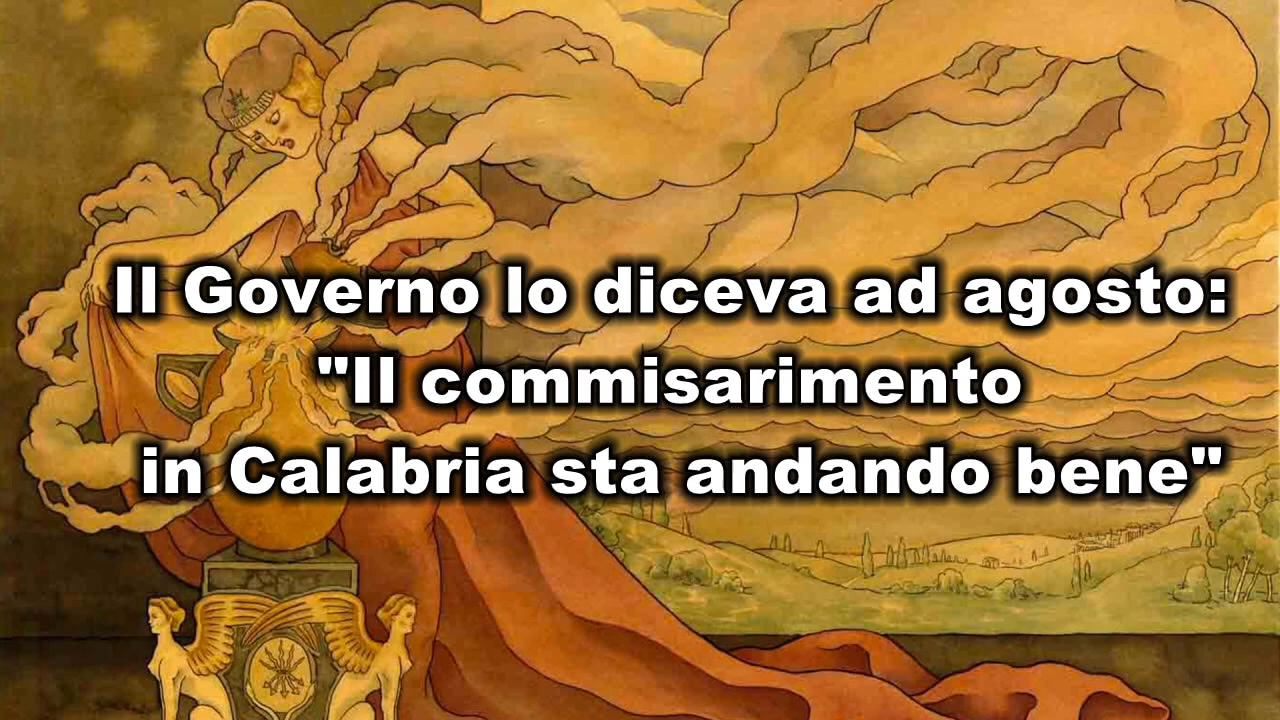 Il Governo lo diceva ad agosto:
"Il commisarimento
in Calabria sta andando bene"